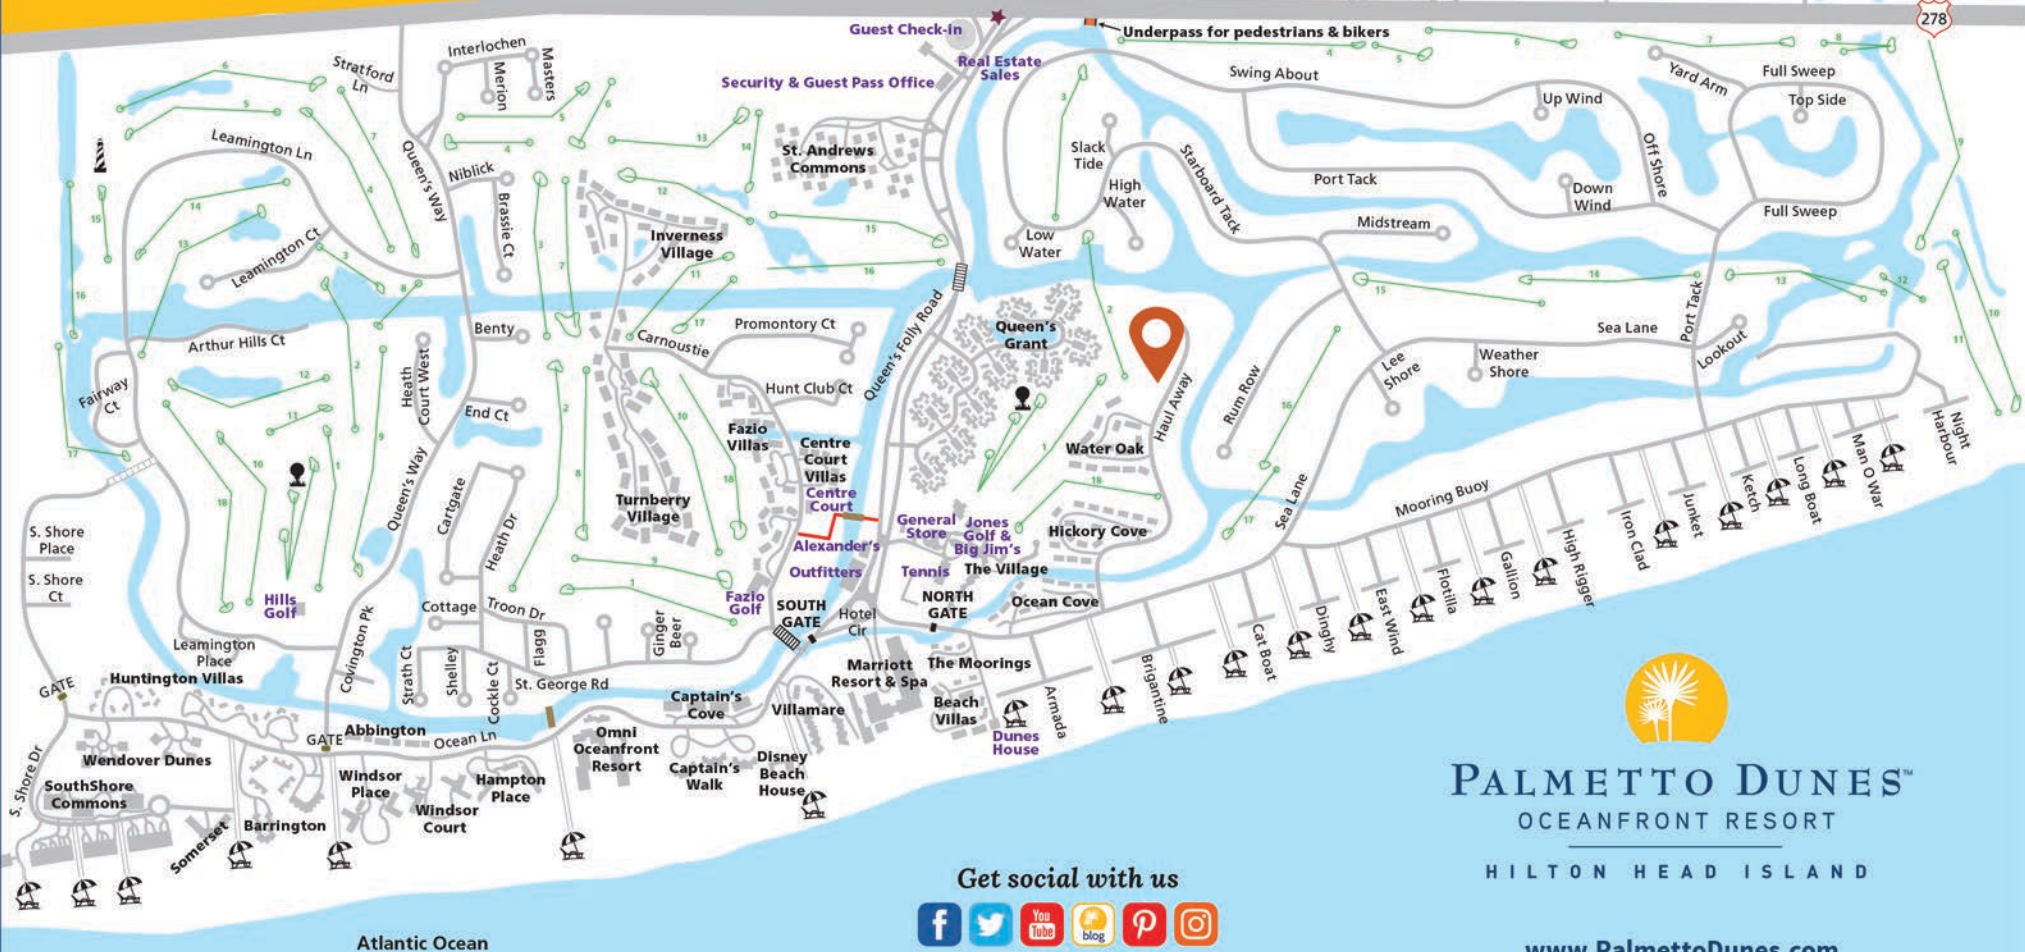 278
Guest Check-in
Underpass for pedestrians & bikers
Real Estate
Sales
Security & Guest Pass Office
Stratford
Ln
Interlochen
Merion
Masters
Swing About
Yard Arm
Full Sweep
Top Side
Up Wind
Off Shore
Leamington Ln
Queen's Way
Niblick
Brassie Ct
St. Andrews
Commons
Slack
Tide
High
Water
Starboard Tack
Port Tack
Down
Wind
Full Sweep
Midstream
Low
Water
Leamington Ct
Inverness
Village
Arthur Hills Ct
Benty
Carnoustie
Promontory Ct
Queen's Folly Road
Queen's
Grant
Sea Lane
Port Tack
Lookout
Lee
Shore
Weather
Shore
Fairway
Ct
Heath
Court West
End Ct
Hunt Club Ct
Haul Away
Rum Row
Fazio
Villas
Centre
Court
Villas
Centre
Court
Water Oak
Night
Harbour
Queen's Way
Cartgate
Heath Dr
Turnberry
Village
Alexander's
Outfitters
General
Store
Jones
Golf &
Big Jim's
Tennis
The Village
Hickory Cove
Sea Lane
Mooring Buoy
Man O War
Long Boat
Ketch
Junket
Iron Clad
High Rigger
Gallion
Flotilla
East Wind
Dinghy
Cat Boat
Brigantine
Armada
S. Shore
Place
S. Shore
Ct
Hills
Golf
Fazio
Golf
SOUTH
GATE
Hotel
Cir
NORTH
GATE
Ocean Cove
Cottage
Troon Dr
Flagg
Ginger
Beer
Leamington
Place
Covington Pk
Strath Ct
Shelley
Cockle Ct
St. George Rd
GATE
Huntington Villas
Marriott
Resort & Spa
The Moorings
Captain's
Cove
Villamare
Beach
Villas
Dunes
House
GATE
Abbington
Ocean Ln
Omni
Oceanfront
Resort
Captain's
Walk
Disney
Beach
House
S. Shore Dr
Wendover Dunes
SouthShore
Commons
Windsor
Place
Hampton
Place
Windsor
Court
Barrington
Somerset
Atlantic Ocean
Get social with us
f
You
Tube
blog
PALMETTO DUNES™
OCEANFRONT RESORT
HILTON HEAD ISLAND
www.PalmettoDunes.com